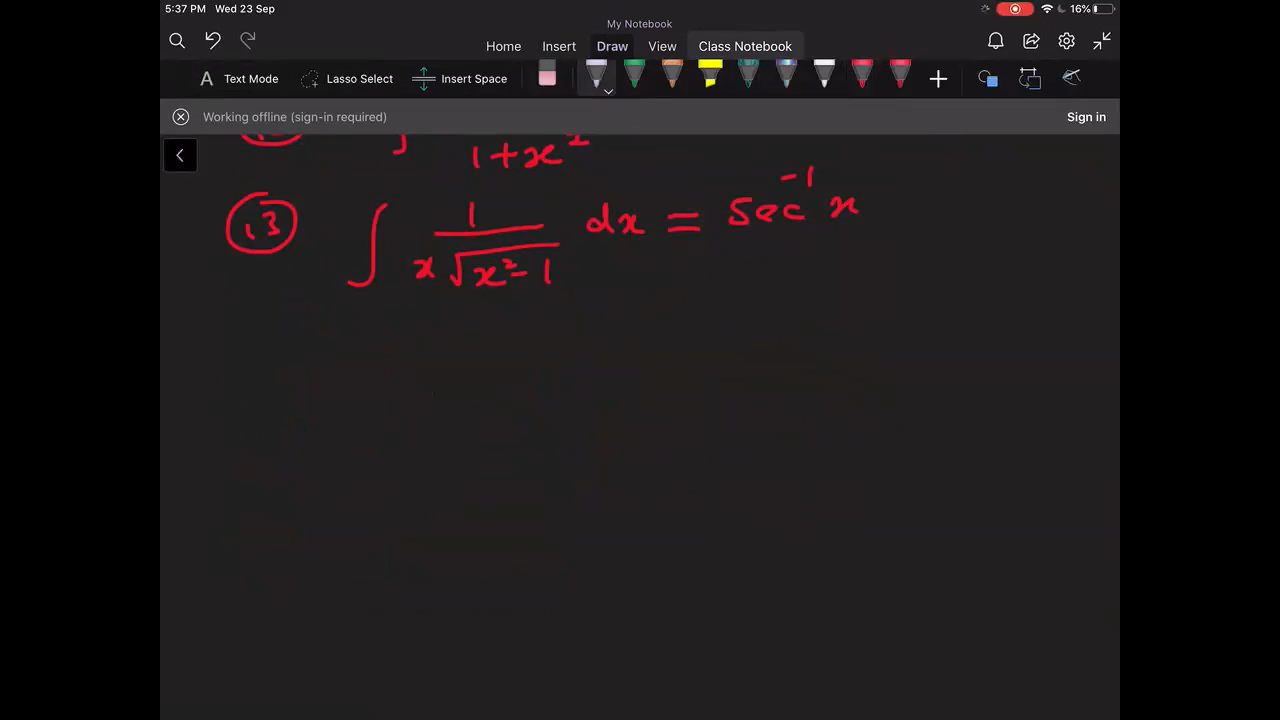 5:37 PM Wed 23 Sep 16%
My Notebook
Home Insert Draw View Class Notebook
A Text Mode Lasso Select Insert Space
Working offline (sign-in required) Sign in
1+x²
13 ∫ 1/(x√(x²-1)) dx = Sec⁻¹ x